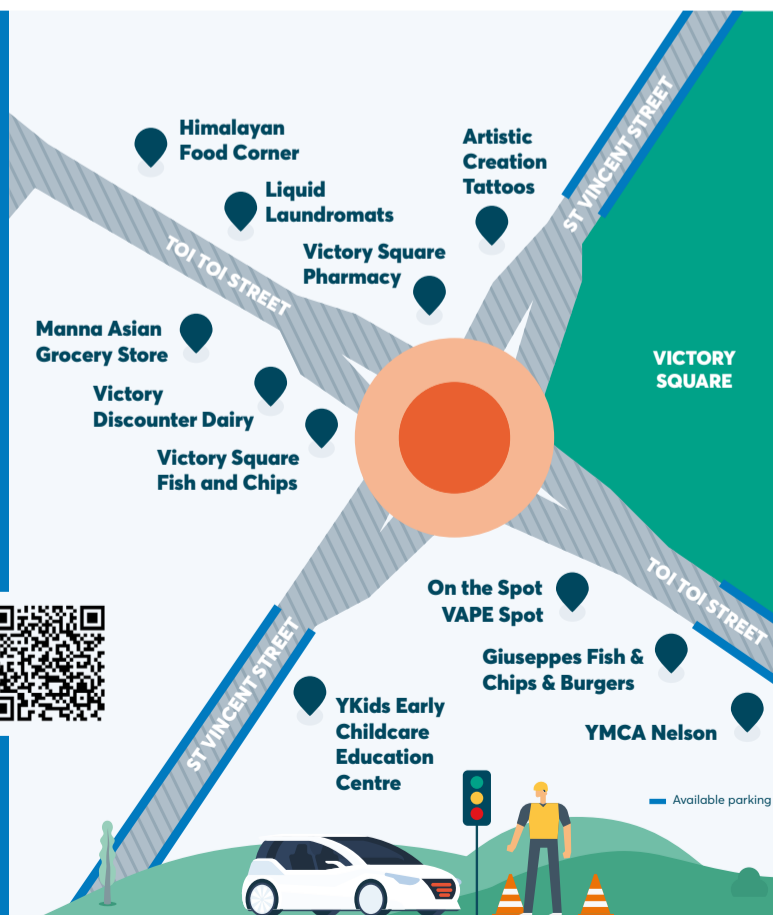 Himalayan
Food Corner
Artistic
Creation
Tattoos
ST VINCENT STREET
Liquid
Laundromats
TOI TOI STREET
Victory Square
Pharmacy
Manna Asian
Grocery Store
VICTORY
SQUARE
Victory
Discounter Dairy
Victory Square
Fish and Chips
On the Spot
VAPE Spot
TOI TOI STREET
Giuseppes Fish &
Chips & Burgers
ST VINCENT STREET
YKids Early
Childcare
Education
Centre
YMCA Nelson
Available parking